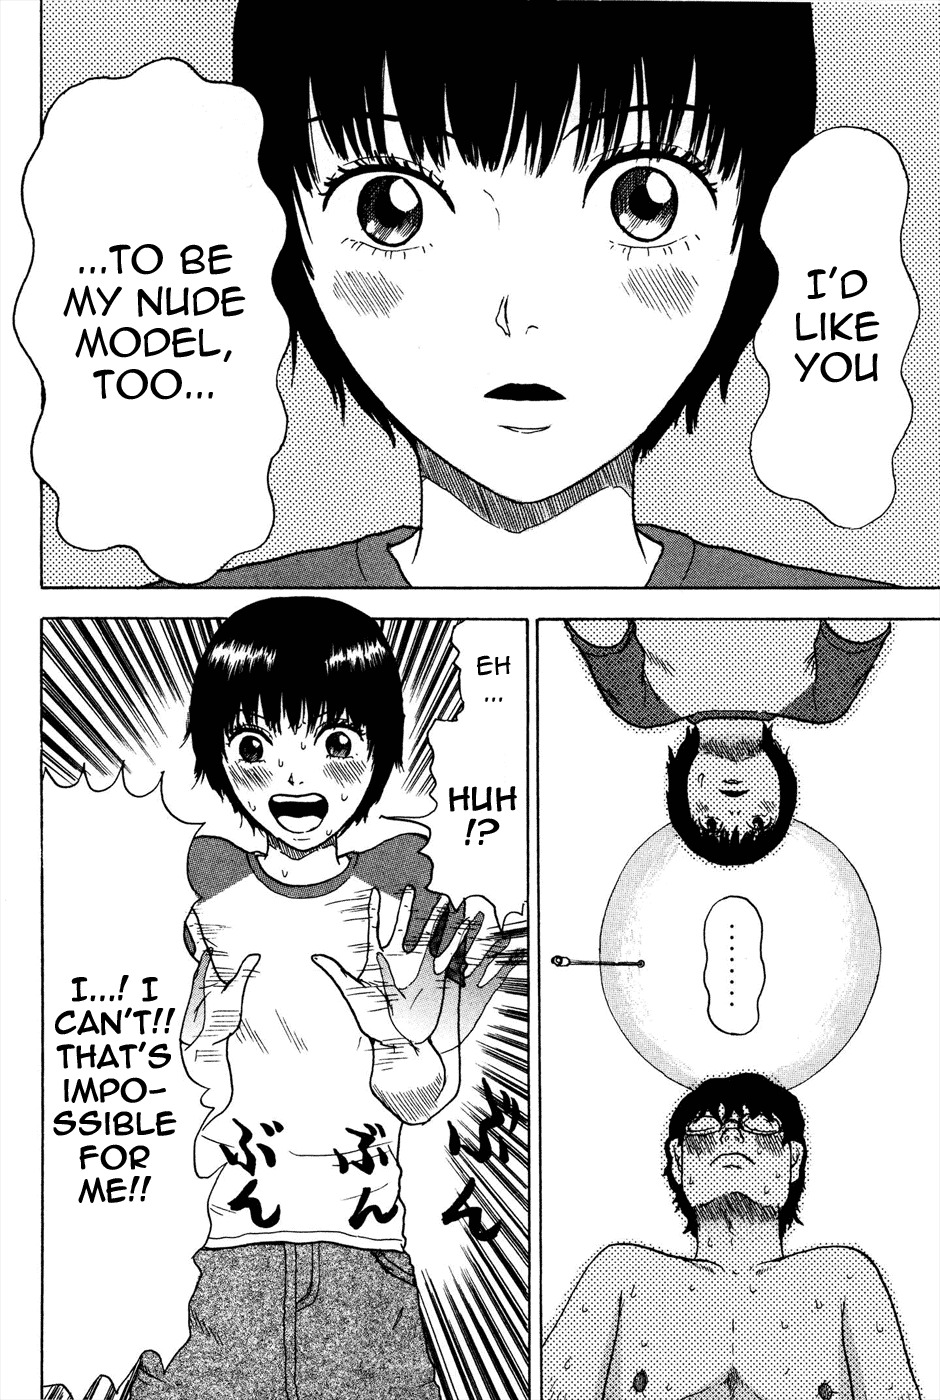 I'D
LIKE
YOU
...TO BE
MY NUDE
MODEL,
TOO...
.......
EH
...
HUH
!?
I...! I
CAN'T!!
THAT'S
IMPO-
SSIBLE
FOR
ME!!
ぶん
ぶん
ぶん